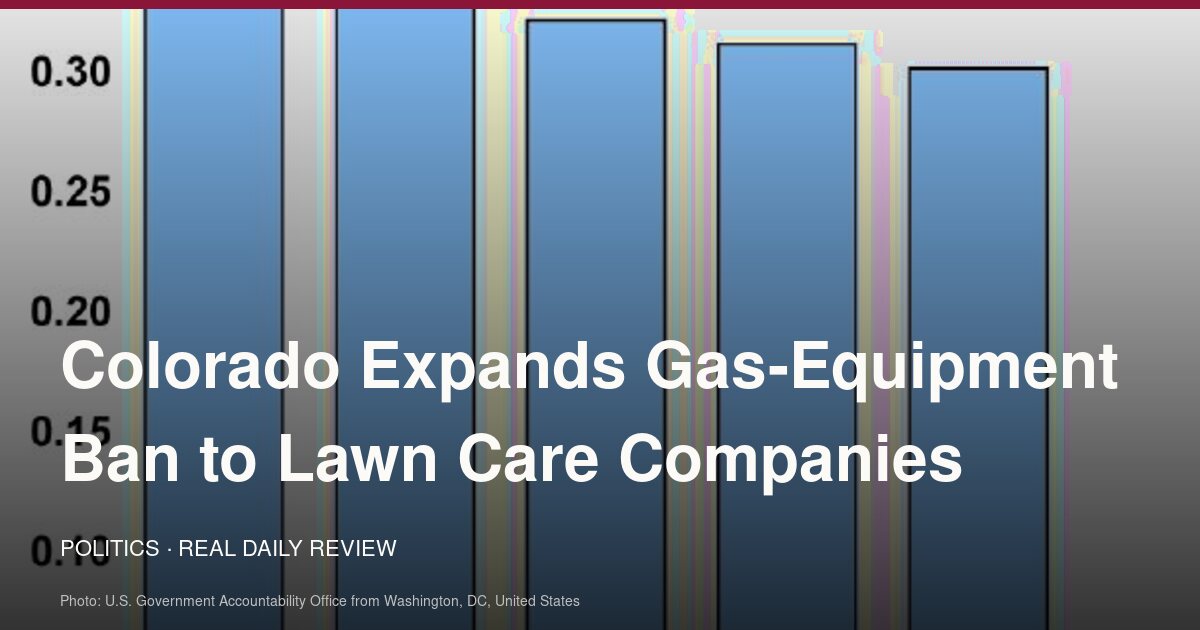 0.30
0.25
0.20
Colorado Expands Gas-Equipment
0.15
Ban to Lawn Care Companies
0.10
POLITICS · REAL DAILY REVIEW
Photo: U.S. Government Accountability Office from Washington, DC, United States